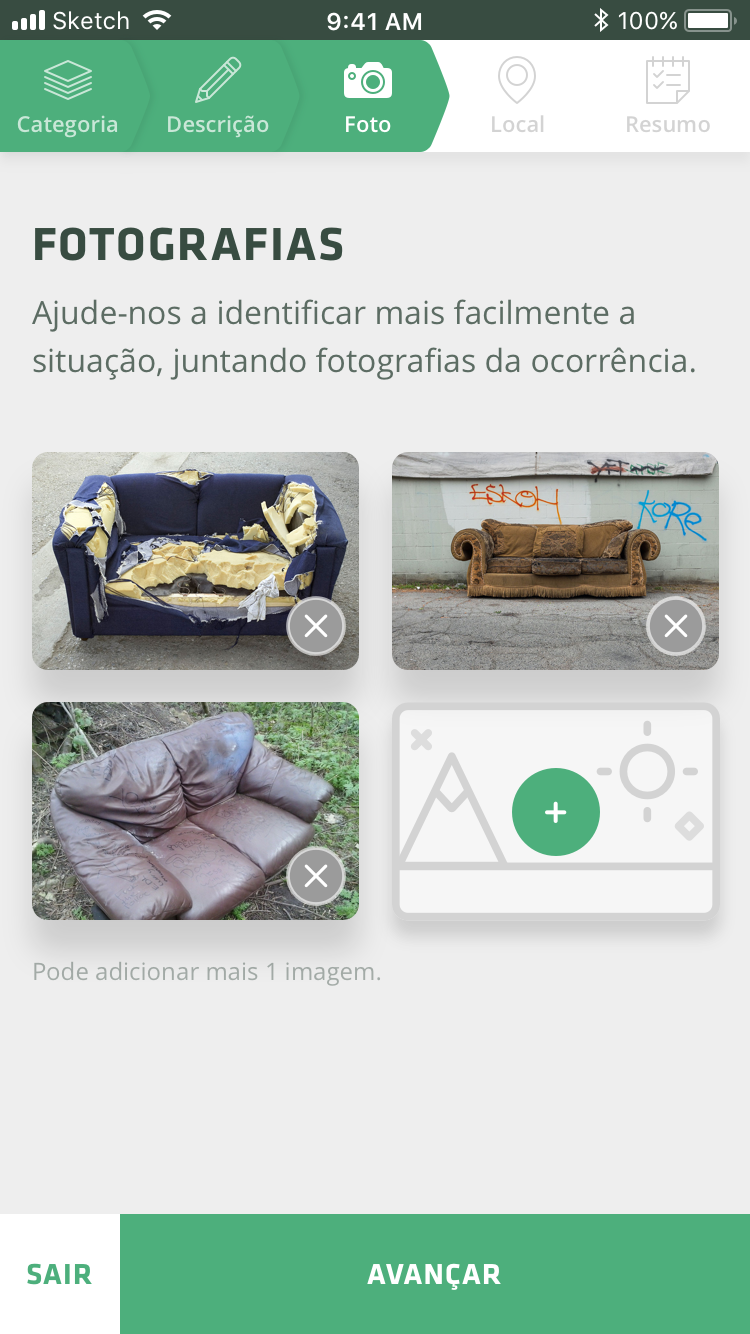 Sketch 9:41 AM 100%
Categoria Descrição Foto Local Resumo
FOTOGRAFIAS
Ajude-nos a identificar mais facilmente a
situação, juntando fotografias da ocorrência.
ESKOH
KORE
Pode adicionar mais 1 imagem.
SAIR AVANÇAR